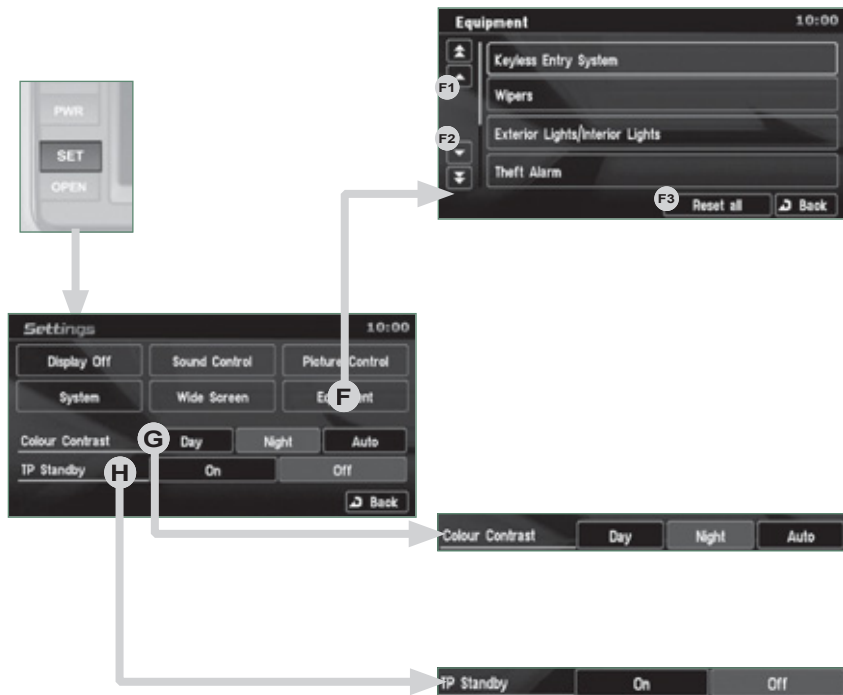 Equipment 10:00
Keyless Entry System
F1
Wipers
F2
Exterior Lights/Interior Lights
Theft Alarm
F3 Reset all Back
PWR
SET
OPEN
Settings 10:00
Display Off Sound Control Picture Control
System Wide Screen F
Colour Contrast G Day Night Auto
TP Standby H On Off
Back
Colour Contrast Day Night Auto
TP Standby On Off